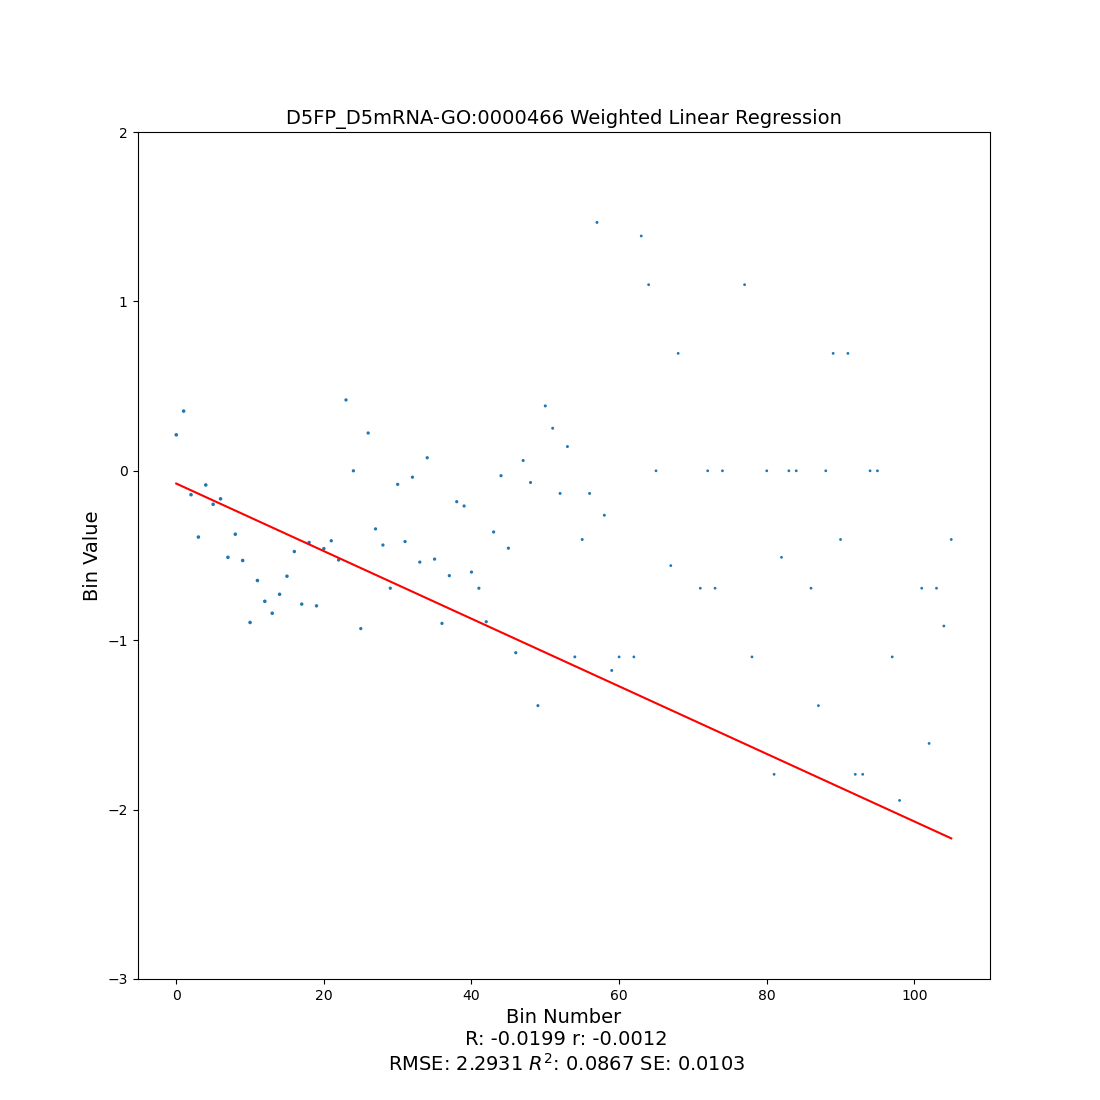 D5FP_D5mRNA-GO:0000466 Weighted Linear Regression
2
1
0
−1
−2
−3
Bin Value
0 20 40 60 80 100
Bin Number
R: -0.0199 r: -0.0012
RMSE: 2.2931 R²: 0.0867 SE: 0.0103